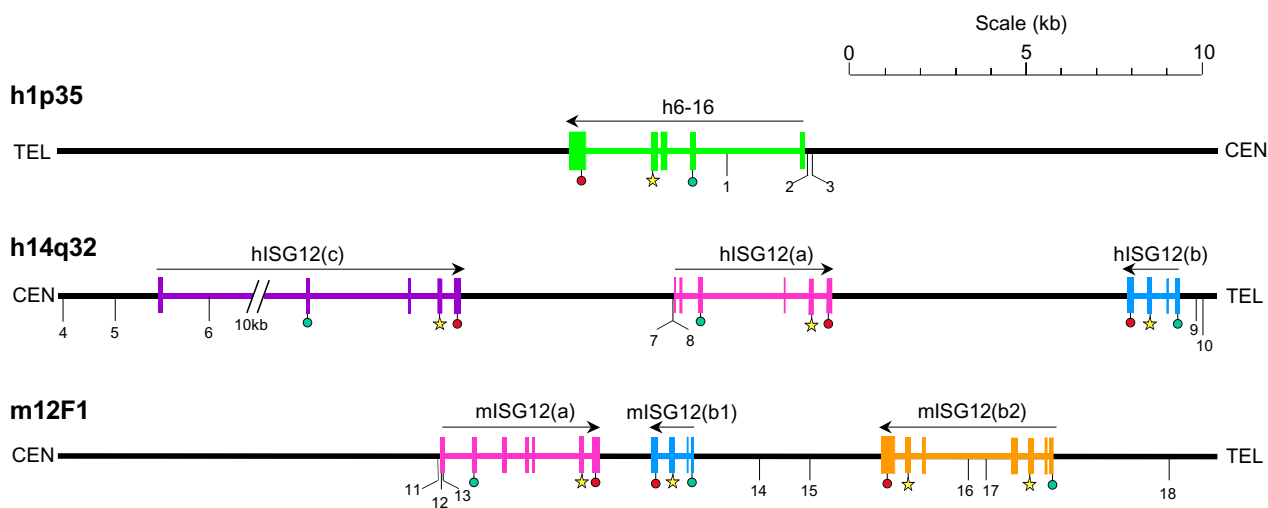 Scale (kb)
0 5 10
h1p35
h6-16
TEL CEN
1 2 3
h14q32
hISG12(c) hISG12(a) hISG12(b)
CEN TEL
4 5 6 10kb 7 8 9 10
m12F1
mISG12(a) mISG12(b1) mISG12(b2)
CEN TEL
11 12 13 14 15 16 17 18